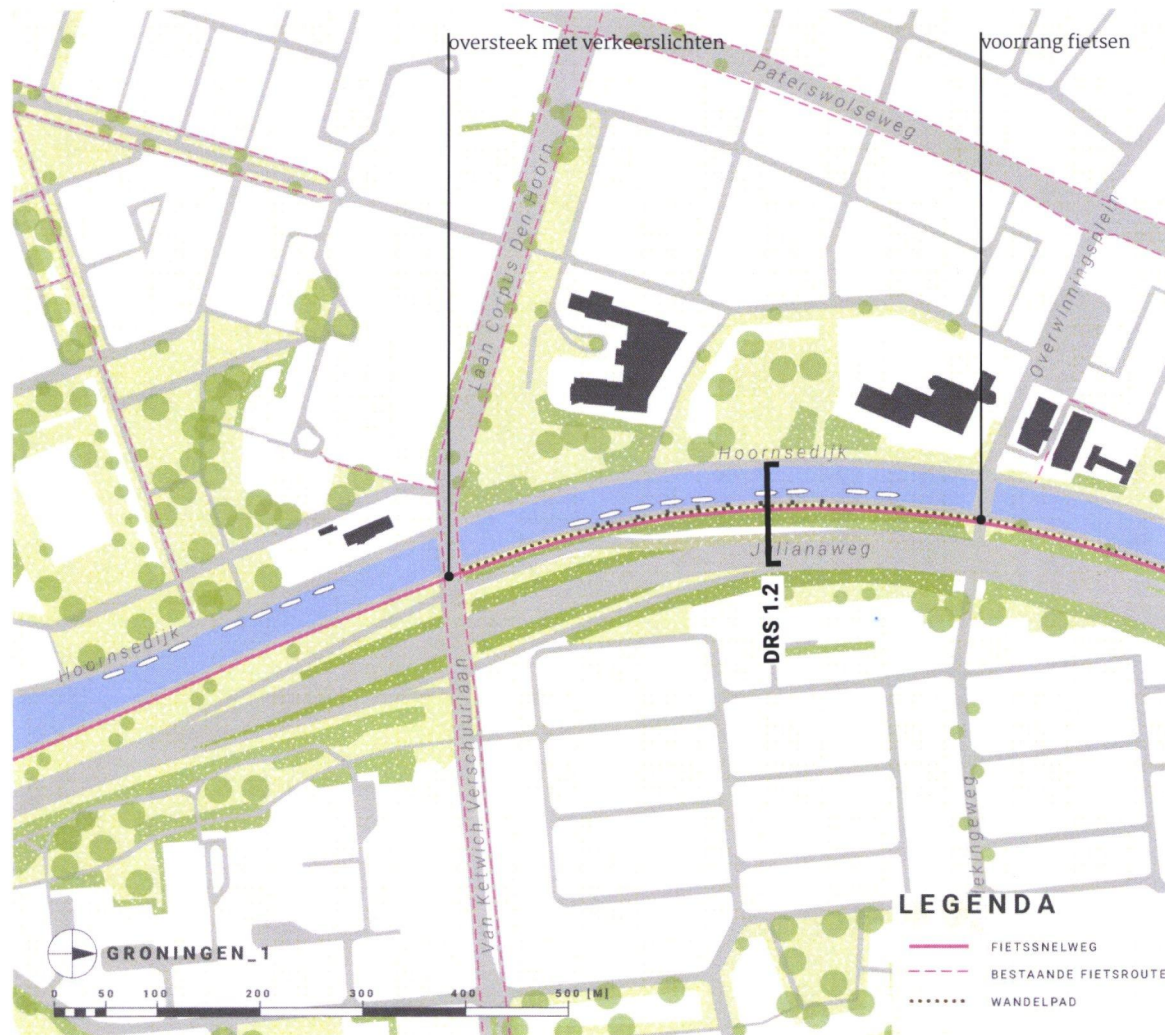 oversteek met verkeerslichten
voorrang fietsen
Paterswolseweg
Laan Corpus Den Hoorn
Overwinningsplein
Hoornsedijk
Julianaweg
DRS 1.2
Hoornsedijk
Van Ketwich Verschuurlaan
ekingeweg
LEGENDA
FIETSSNELWEG
BESTAANDE FIETSROUTE
WANDELPAD
GRONINGEN_1
0 50 100 200 300 400 500 [M]